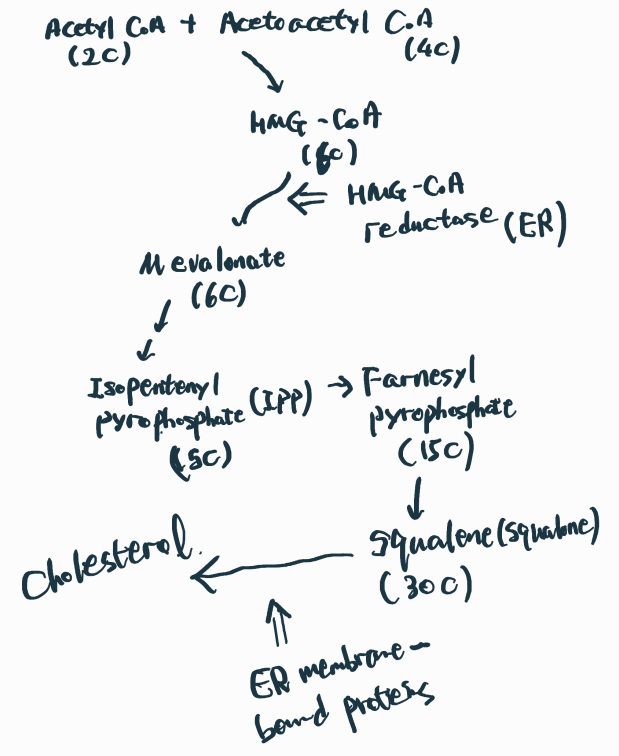 Acetyl CoA + Acetoacetyl CoA
(2C) (4C)
HMG-CoA
(6C)
HMG-CoA
reductase (ER)
Mevalonate
(6C)
Isopentenyl
pyrophosphate (IPP) → Farnesyl
pyrophosphate
(5C) (15C)
Squalene (squalene)
(30C)
Cholesterol.
ER membrane-
bound proteins